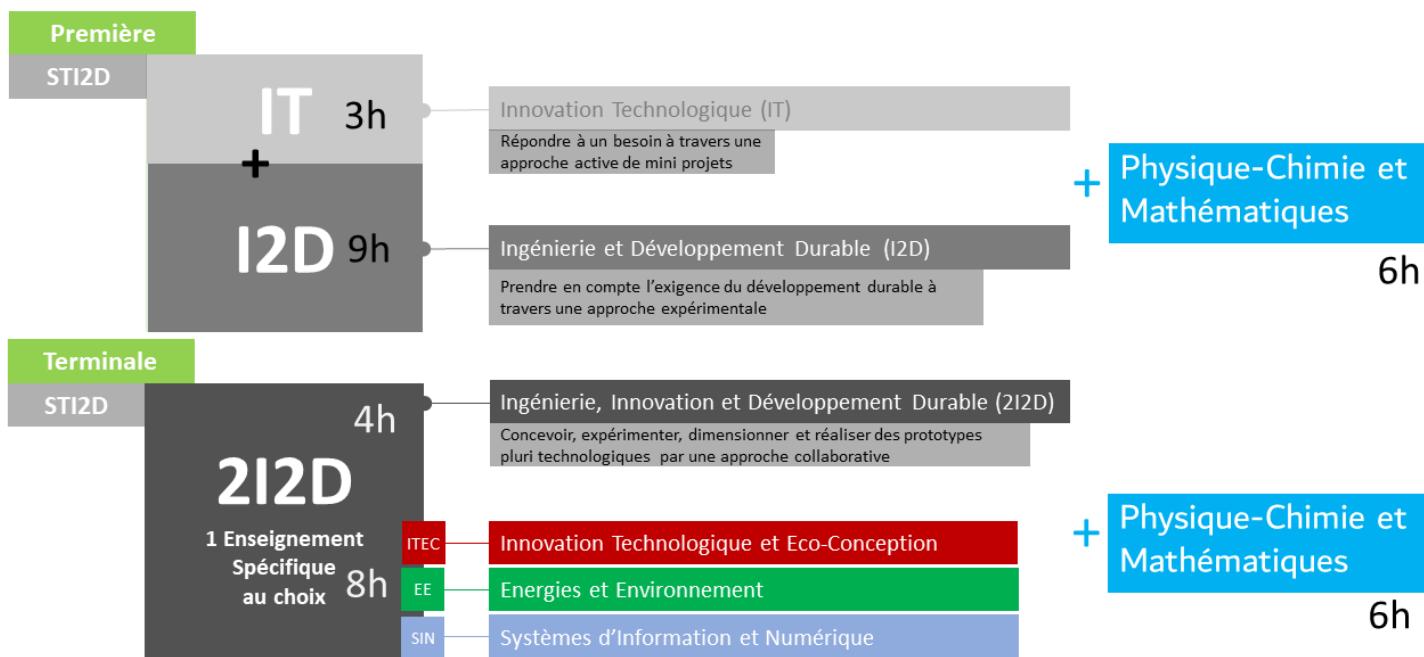 Première
STI2D
IT 3h
+
I2D 9h
Innovation Technologique (IT)
Répondre à un besoin à travers une
approche active de mini projets
Ingénierie et Développement Durable (I2D)
Prendre en compte l’exigence du développement durable à
travers une approche expérimentale
+ Physique-Chimie et
Mathématiques
6h
Terminale
STI2D
4h
2I2D
1 Enseignement
Spécifique
au choix 8h
Ingénierie, Innovation et Développement Durable (2I2D)
Concevoir, expérimenter, dimensionner et réaliser des prototypes
pluri technologiques par une approche collaborative
ITEC Innovation Technologique et Eco-Conception
EE Energies et Environnement
SIN Systèmes d’Information et Numérique
+ Physique-Chimie et
Mathématiques
6h